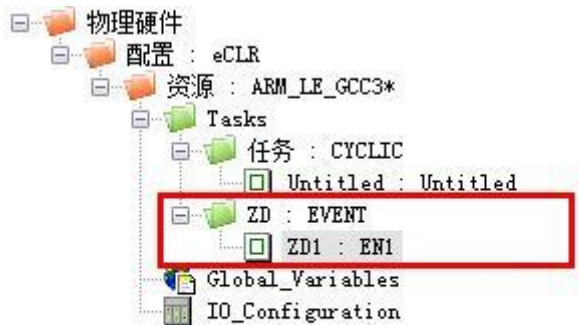 物理硬件
配置 : eCLR
资源 : ARM_LE_GCC3*
Tasks
任务 : CYCLIC
Untitled : Untitled
ZD : EVENT
ZD1 : EN1
Global_Variables
IO_Configuration